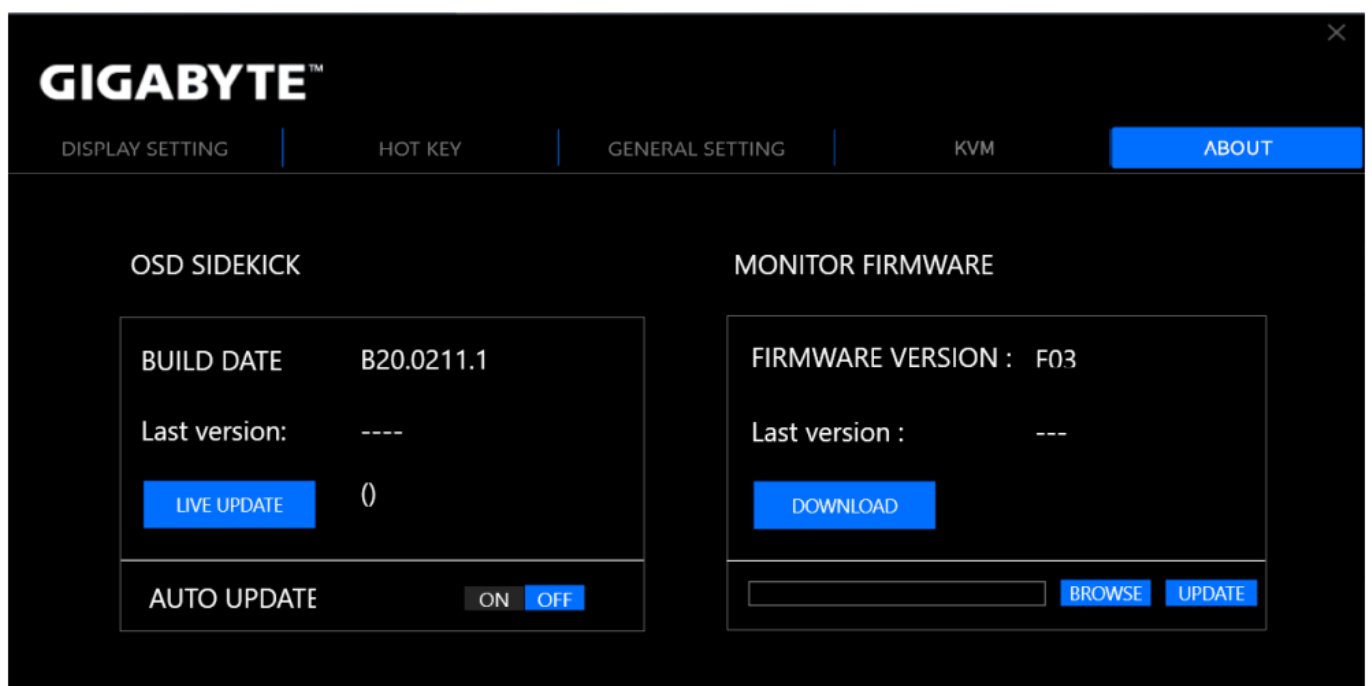 GIGABYTE™
DISPLAY SETTING HOT KEY GENERAL SETTING KVM ABOUT
OSD SIDEKICK
BUILD DATE B20.0211.1
Last version: ----
LIVE UPDATE ()
AUTO UPDATE ON OFF
MONITOR FIRMWARE
FIRMWARE VERSION : F03
Last version : ---
DOWNLOAD
BROWSE UPDATE